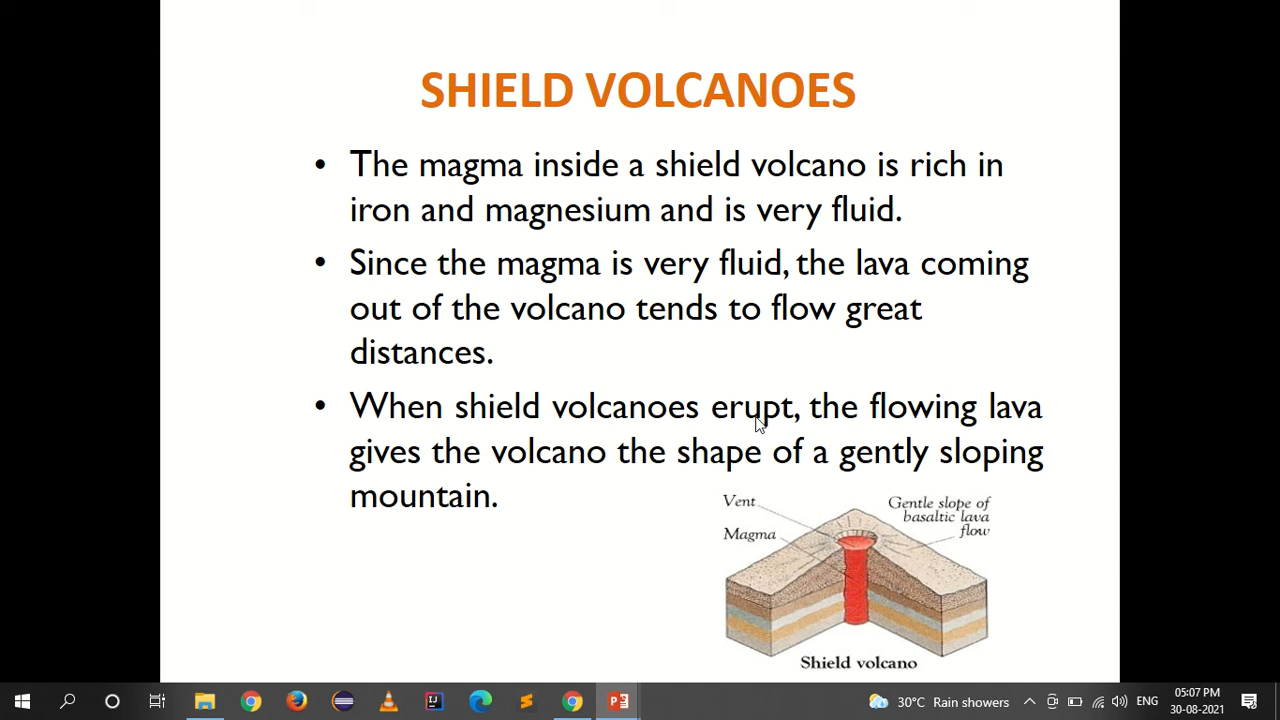 SHIELD VOLCANOES
• The magma inside a shield volcano is rich in
iron and magnesium and is very fluid.
• Since the magma is very fluid, the lava coming
out of the volcano tends to flow great
distances.
• When shield volcanoes erupt, the flowing lava
gives the volcano the shape of a gently sloping
mountain.
Vent
Magma
Gentle slope of
basaltic lava
flow
Shield volcano
30°C Rain showers
ENG
05:07 PM
30-08-2021